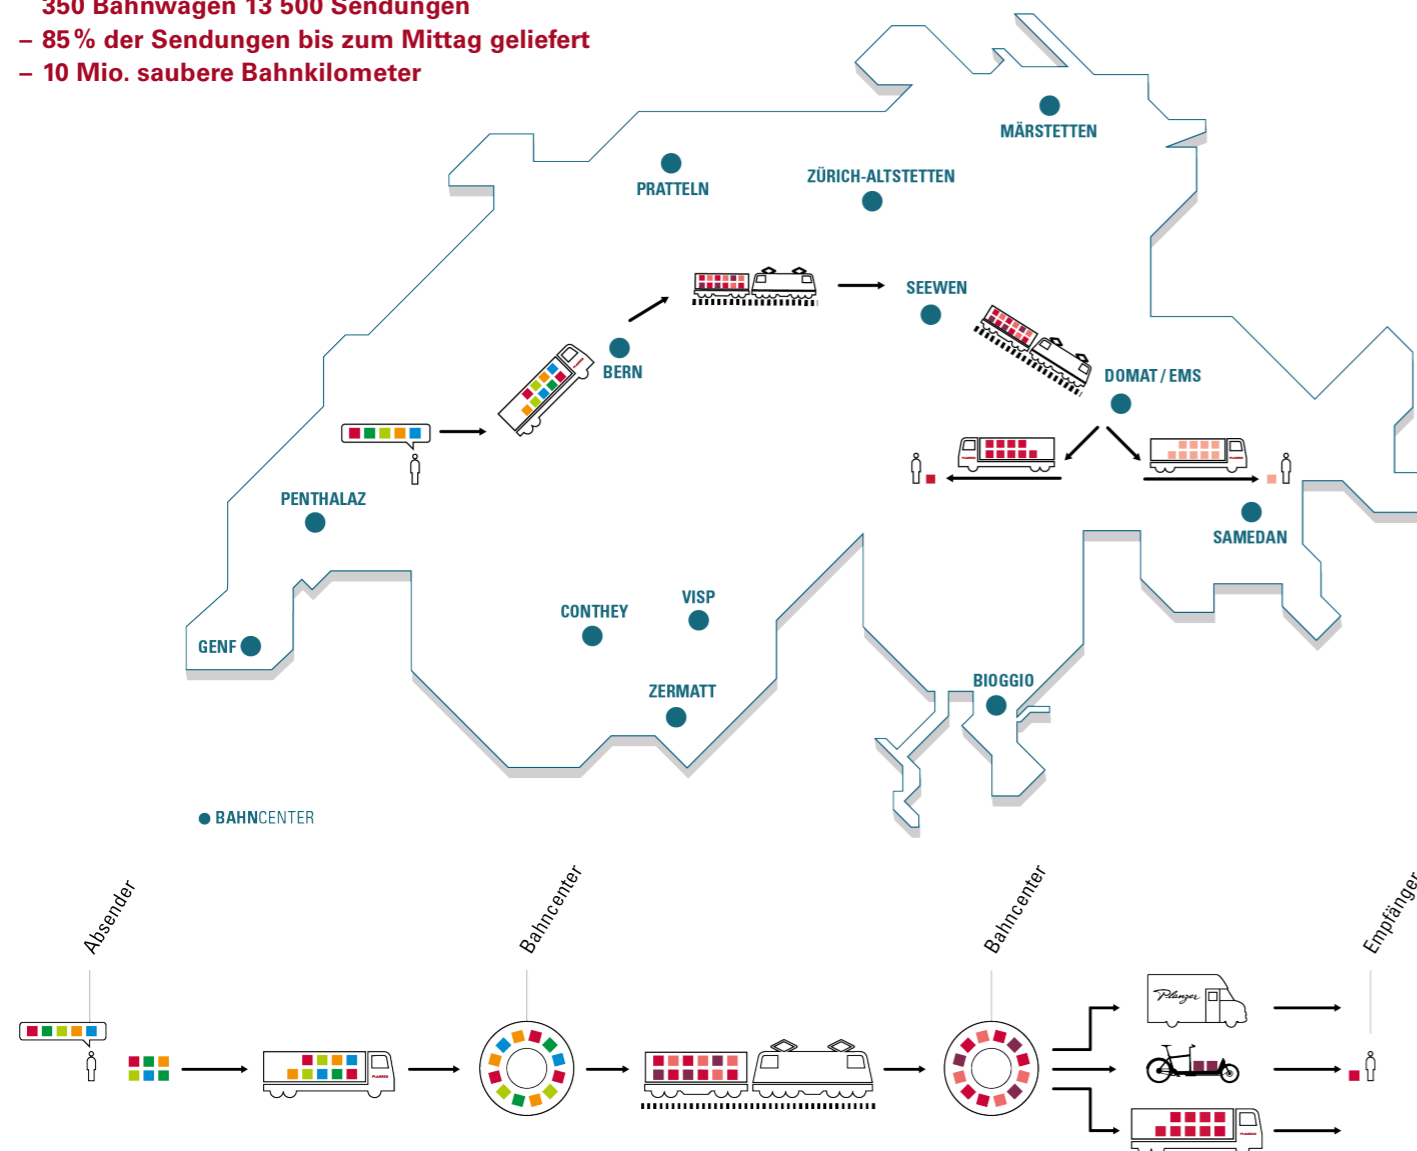 350 Bahnwagen 13 500 Sendungen
– 85 % der Sendungen bis zum Mittag geliefert
– 10 Mio. saubere Bahnkilometer
MÄRSTETTEN
PRATTELN
ZÜRICH-ALTSTETTEN
SEEWEN
BERN
DOMAT / EMS
PENTHALAZ
SAMEDAN
VISP
CONTHEY
GENF
ZERMATT
BIOGGIO
BAHNCENTER
Absender
Bahncenter
Bahncenter
Empfänger
Planzer